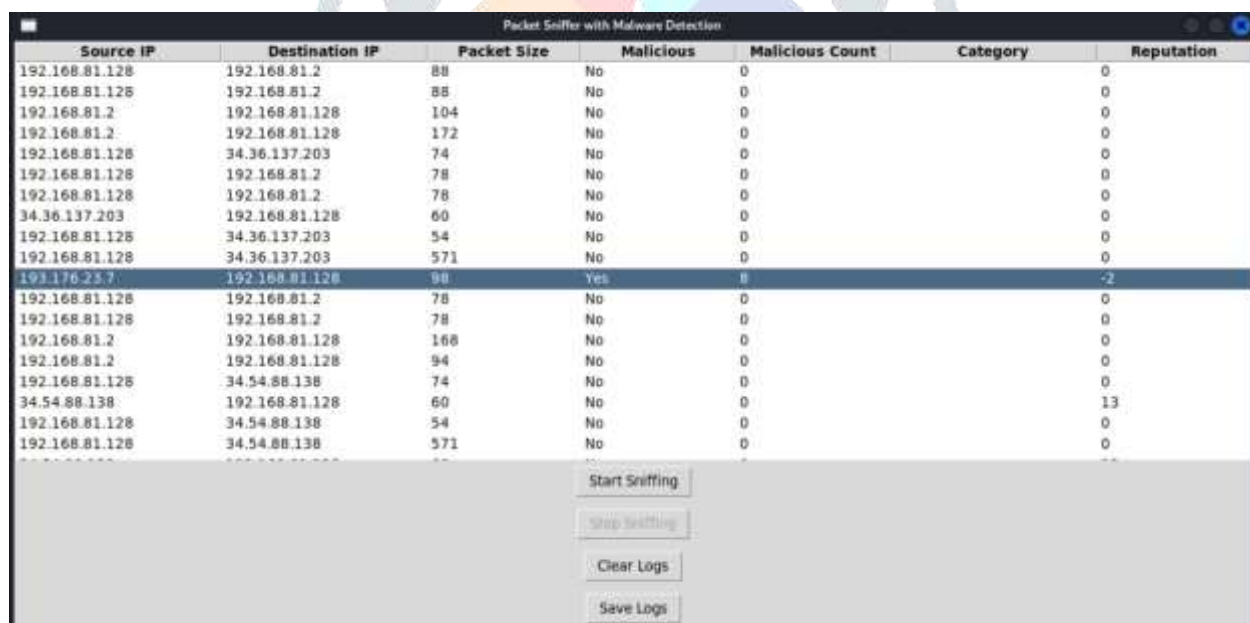 Packet Sniffer with Malware Detection
Source IP Destination IP Packet Size Malicious Malicious Count Category Reputation
192.168.81.128 192.168.81.2 88 No 0 0
192.168.81.128 192.168.81.2 88 No 0 0
192.168.81.2 192.168.81.128 104 No 0 0
192.168.81.2 192.168.81.128 172 No 0 0
192.168.81.128 34.36.137.203 74 No 0 0
192.168.81.128 192.168.81.2 78 No 0 0
192.168.81.128 192.168.81.2 78 No 0 0
34.36.137.203 192.168.81.128 60 No 0 0
192.168.81.128 34.36.137.203 54 No 0 0
192.168.81.128 34.36.137.203 571 No 0 0
193.176.23.7 192.168.81.128 98 Yes 8 -2
192.168.81.128 192.168.81.2 78 No 0 0
192.168.81.128 192.168.81.2 78 No 0 0
192.168.81.2 192.168.81.128 168 No 0 0
192.168.81.2 192.168.81.128 94 No 0 0
192.168.81.128 34.54.88.138 74 No 0 0
34.54.88.138 192.168.81.128 60 No 0 13
192.168.81.128 34.54.88.138 54 No 0 0
192.168.81.128 34.54.88.138 571 No 0 0
Start Sniffing
Stop Sniffing
Clear Logs
Save Logs